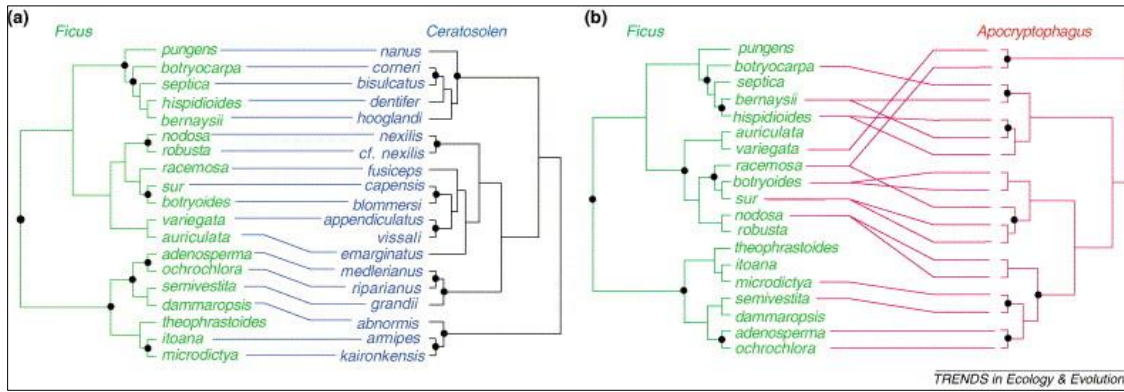 (a)
Ficus
Ceratosolen
pungens nanus
botryocarpa corneri
septica bisulcatus
hispidioides dentifer
bernaysii hooglandi
nodosa nexilis
robusta cf. nexilis
racemosa fusiceps
sur capensis
botryoides blommersi
variegata appendiculatus
auriculata vissali
emarginatus
adenosperma medlerianus
ochrochlora riparianus
semivestita grandii
dammaropsis abnormis
theophrastoides
itoana armipes
microdictya kaironkensis
(b)
Ficus
Apocryptophagus
pungens
botryocarpa
septica
bernaysii
hispidioides
auriculata
variegata
racemosa
botryoides
sur
nodosa
robusta
theophrastoides
itoana
microdictya
semivestita
dammaropsis
adenosperma
ochrochlora
TRENDS in Ecology & Evolution